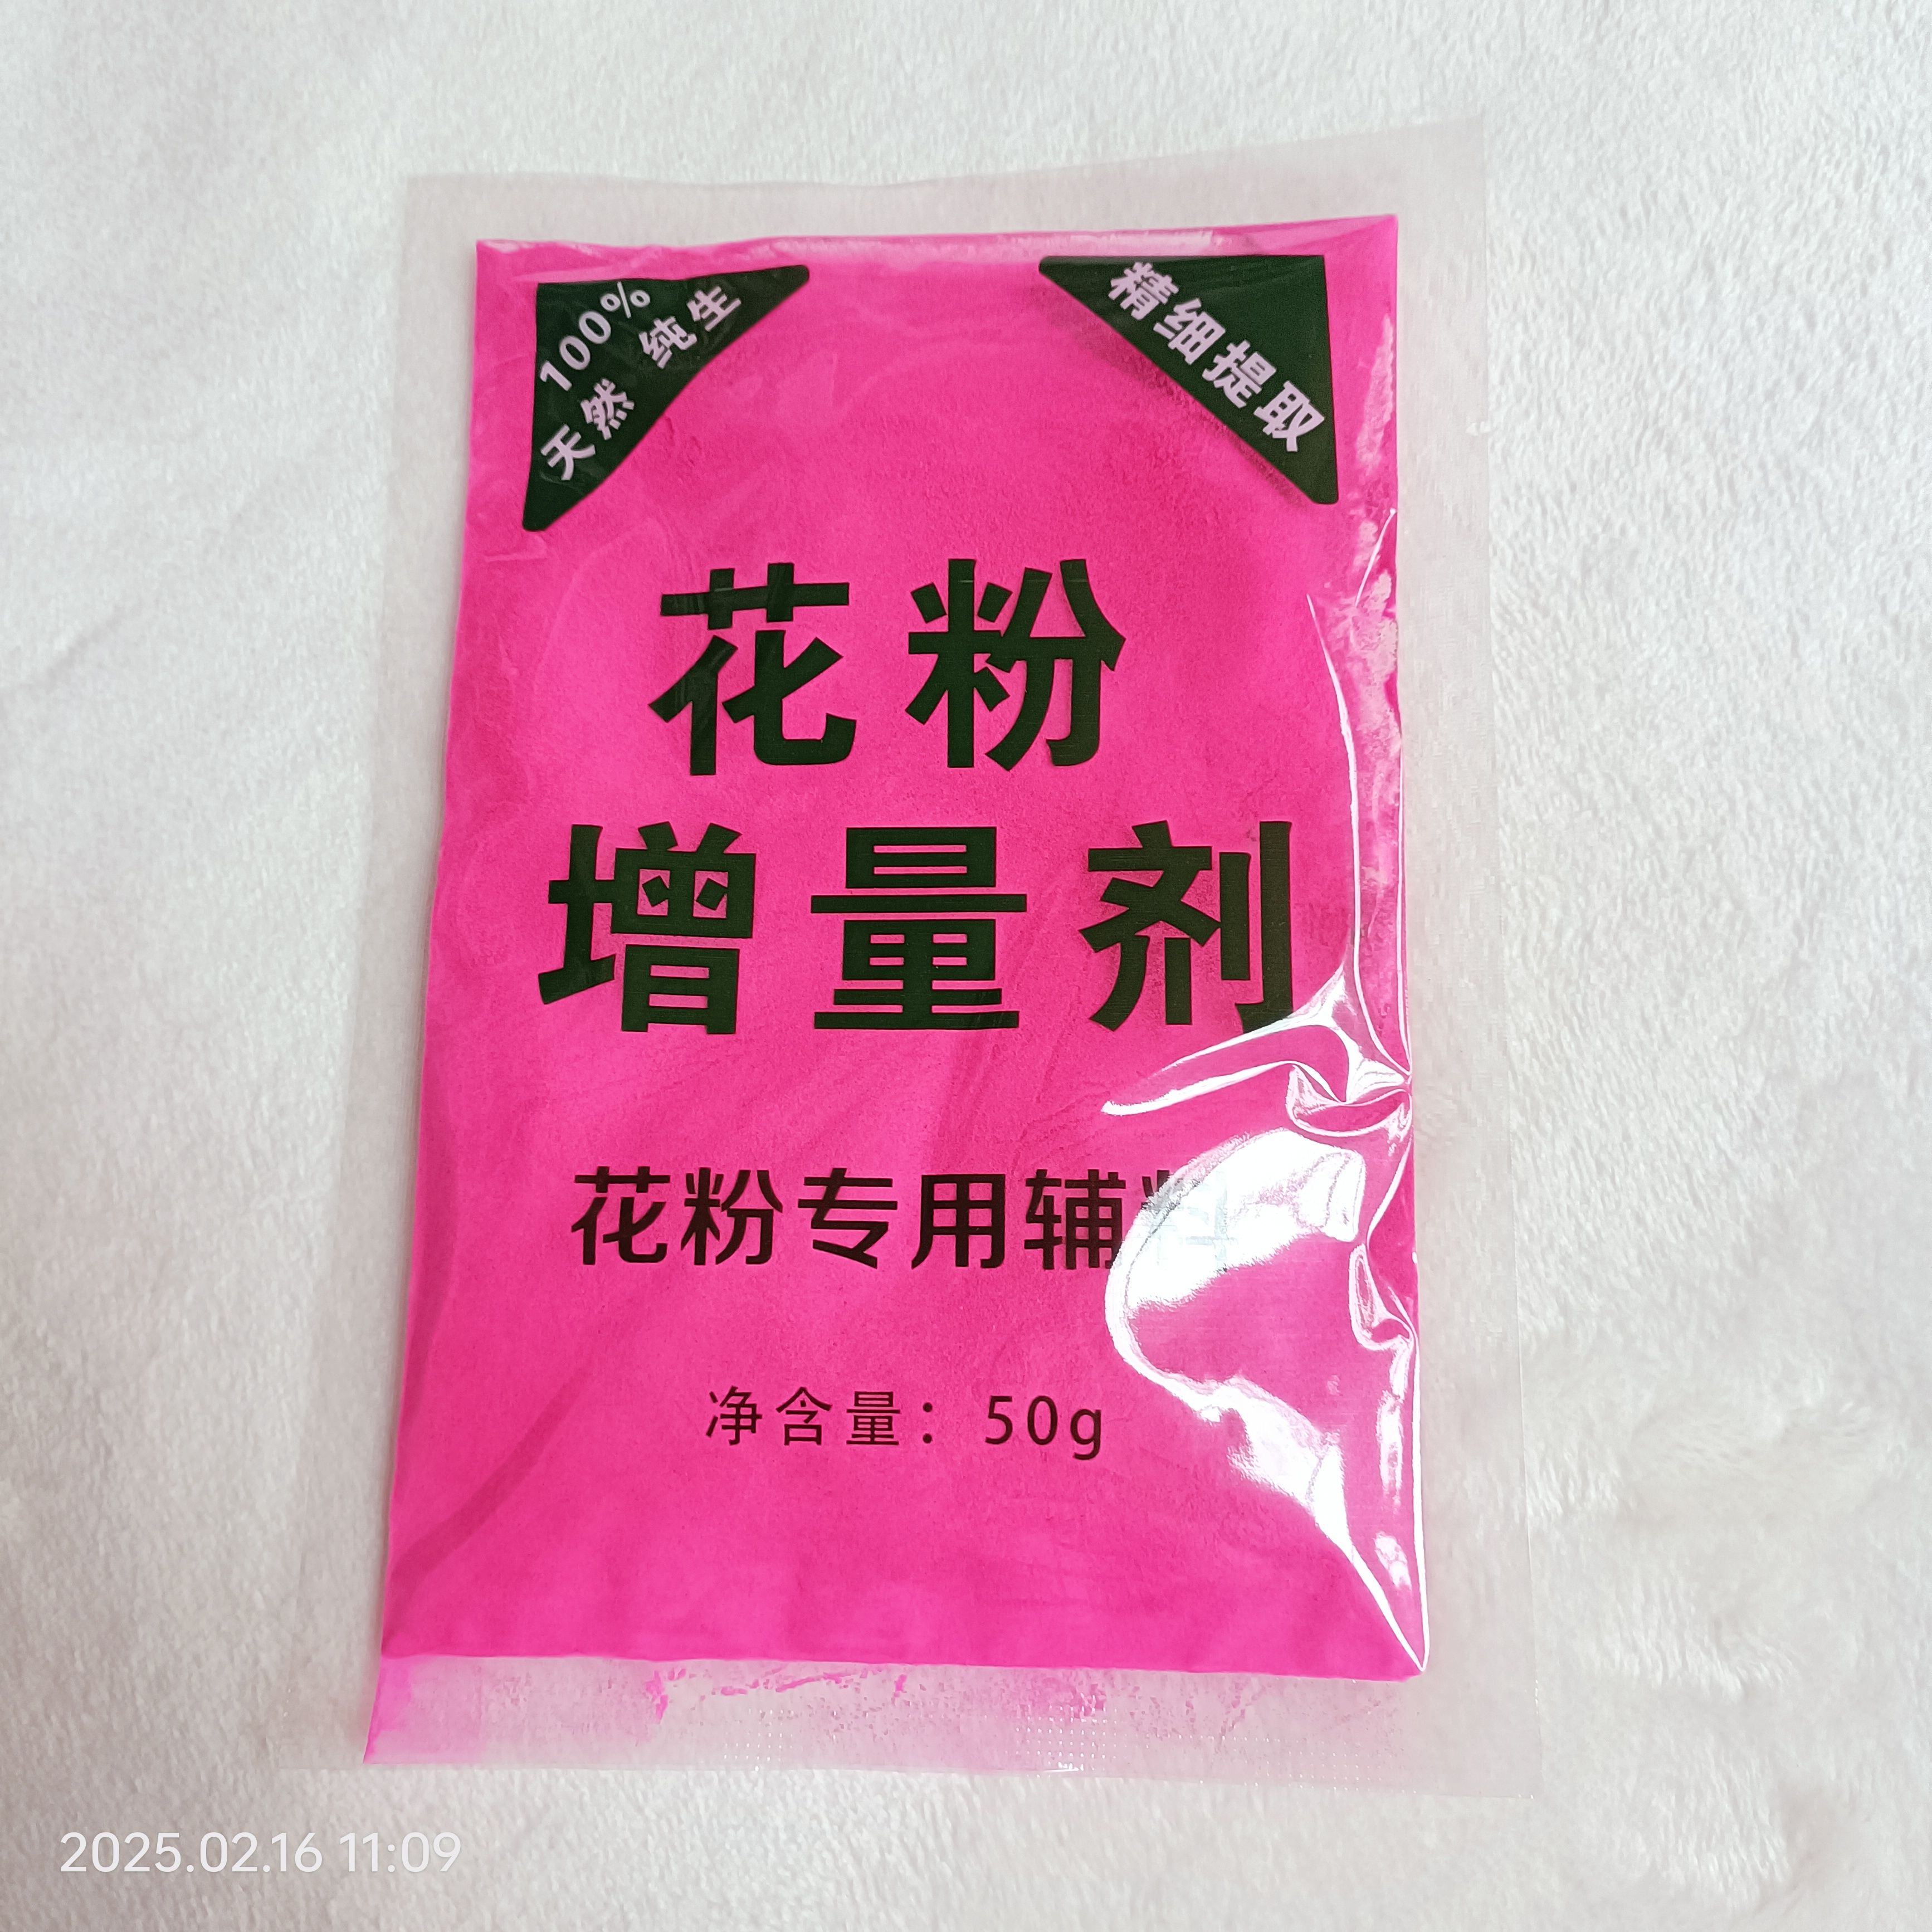 100%
天然 纯生
精细提取
花粉
增量剂
花粉专用辅料
净含量：50g
2025.02.16 11:09